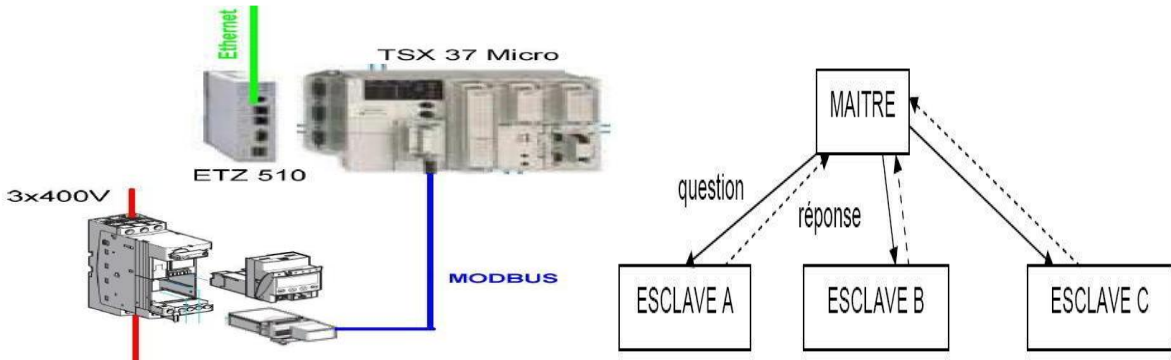 Ethernet
TSX 37 Micro
ETZ 510
3x400V
MODBUS
MAITRE
question
réponse
ESCLAVE A
ESCLAVE B
ESCLAVE C